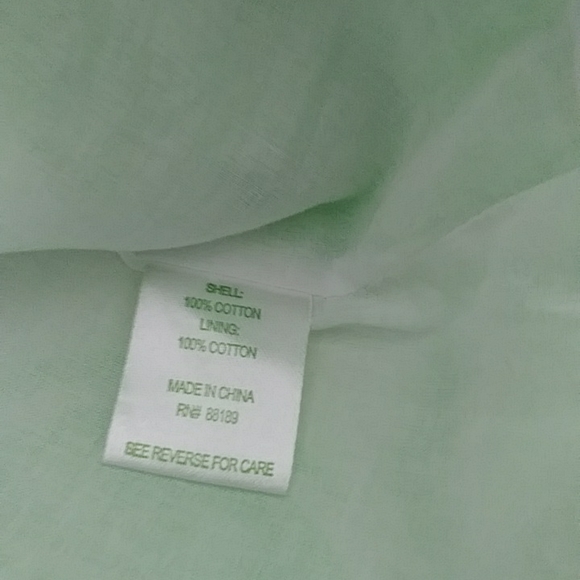 SHELL:
100% COTTON
LINING:
100% COTTON
MADE IN CHINA
RN# 88189
SEE REVERSE FOR CARE